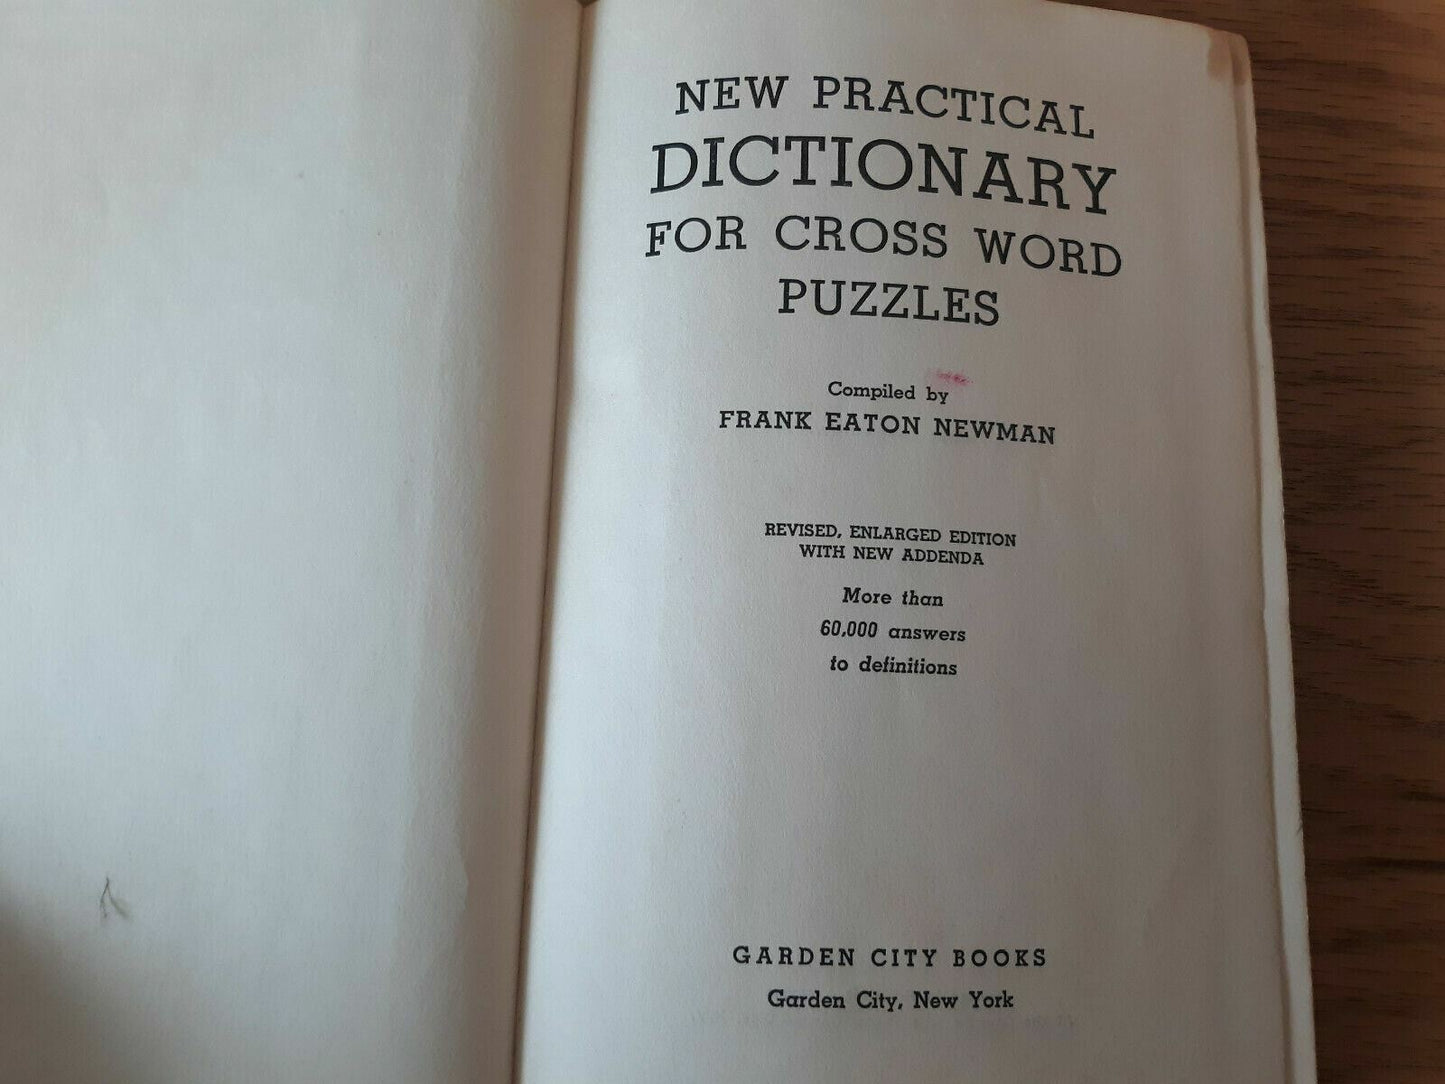 NEW PRACTICAL
DICTIONARY
FOR CROSS WORD
PUZZLES
Compiled by
FRANK EATON NEWMAN
REVISED, ENLARGED EDITION
WITH NEW ADDENDA
More than
60,000 answers
to definitions
GARDEN CITY BOOKS
Garden City, New York